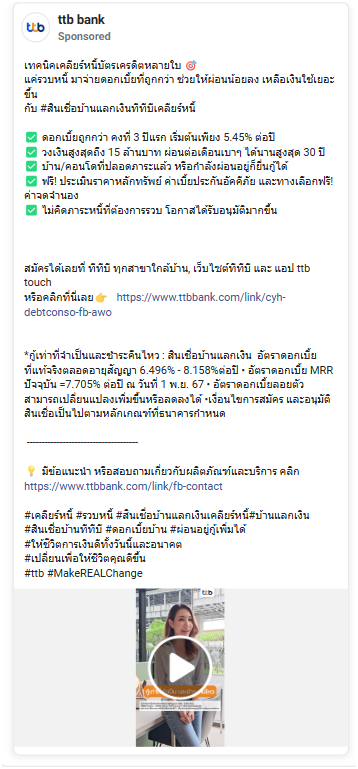 ttb bank
Sponsored
ttb
เทคนิคเคลียร์หนี้บัตรเครดิตหลายใบ 🎯
แค่รวบหนี้ มาจ่ายดอกเบี้ยที่ถูกกว่า ช่วยให้ผ่อนน้อยลง เหลือเงินใช้เยอะ
ขึ้น
กับ #สินเชื่อบ้านแลกเงินทีทีบีเคลียร์หนี้
✅ ดอกเบี้ยถูกกว่า คงที่ 3 ปีแรก เริ่มต้นเพียง 5.45% ต่อปี
✅ วงเงินสูงสุดถึง 15 ล้านบาท ผ่อนต่อเดือนเบาๆ ได้นานสูงสุด 30 ปี
✅ บ้าน/คอนโดที่ปลอดภาระแล้ว หรือกำลังผ่อนอยู่ก็ยื่นกู้ได้
✅ ฟรี! ประเมินราคาหลักทรัพย์ ค่าเบี้ยประกันอัคคีภัย และทางเลือกฟรี!
ค่าจดจำนอง
✅ ไม่คิดภาระหนี้ที่ต้องการรวบ โอกาสได้รับอนุมัติมากขึ้น
สมัครได้เลยที่ ทีทีบี ทุกสาขาใกล้บ้าน, เว็บไซต์ทีทีบี และ แอป ttb
touch
หรือคลิกที่นี่เลย👉 https://www.ttbbank.com/link/cyh-
debtconso-fb-awo
*กู้เท่าที่จำเป็นและชำระคืนไหว : สินเชื่อบ้านแลกเงิน อัตราดอกเบี้ย
ที่แท้จริงตลอดอายุสัญญา 6.496% - 8.158%ต่อปี • อัตราดอกเบี้ย MRR
ปัจจุบัน =7.705% ต่อปี ณ วันที่ 1 พ.ย. 67 • อัตราดอกเบี้ยลอยตัว
สามารถเปลี่ยนแปลงเพิ่มขึ้นหรือลดลงได้ •เงื่อนไขการสมัคร และอนุมัติ
สินเชื่อเป็นไปตามหลักเกณฑ์ที่ธนาคารกำหนด
-------------------------------------
💡 มีข้อแนะนำ หรือสอบถามเกี่ยวกับผลิตภัณฑ์และบริการ คลิก
https://www.ttbbank.com/link/fb-contact
#เคลียร์หนี้ #รวบหนี้ #สินเชื่อบ้านแลกเงินเคลียร์หนี้#บ้านแลกเงิน
#สินเชื่อบ้านทีทีบี #ดอกเบี้ยบ้าน #ผ่อนอยู่กู้เพิ่มได้
#ให้ชีวิตการเงินดีทั้งวันนี้และอนาคต
#เปลี่ยนเพื่อให้ชีวิตคุณดีขึ้น
#ttb #MakeREALChange
ttb